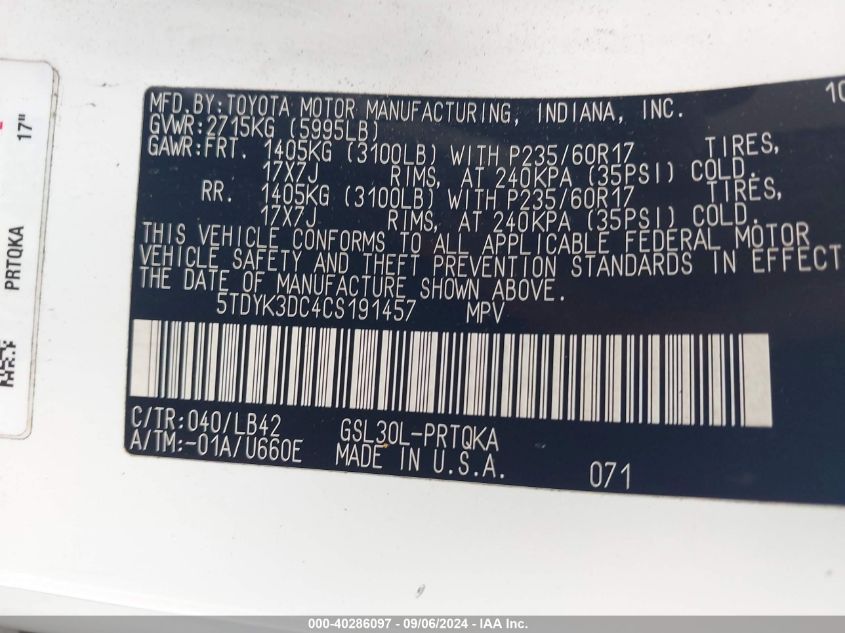 MFD.BY:TOYOTA MOTOR MANUFACTURING, INDIANA, INC. 10
GVWR:2715KG (5995LB)
GAWR:FRT. 1405KG (3100LB) WITH P235/60R17 TIRES,
17X7J RIMS, AT 240KPA (35PSI) COLD.
RR. 1405KG (3100LB) WITH P235/60R17 TIRES,
17X7J RIMS, AT 240KPA (35PSI) COLD.
THIS VEHICLE CONFORMS TO ALL APPLICABLE FEDERAL MOTOR
VEHICLE SAFETY AND THEFT PREVENTION STANDARDS IN EFFECT
THE DATE OF MANUFACTURE SHOWN ABOVE.
5TDYK3DC4CS191457 MPV
C/TR:040/LB42 GSL30L-PRTQKA
A/TM:-01A/U660E MADE IN U.S.A. 071
17"
PRTQKA
000-40286097 - 09/06/2024 - IAA Inc.